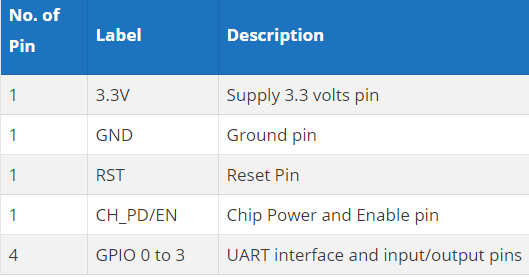 No. of Pin Label Description
1 3.3V Supply 3.3 volts pin
1 GND Ground pin
1 RST Reset Pin
1 CH_PD/EN Chip Power and Enable pin
4 GPIO 0 to 3 UART interface and input/output pins